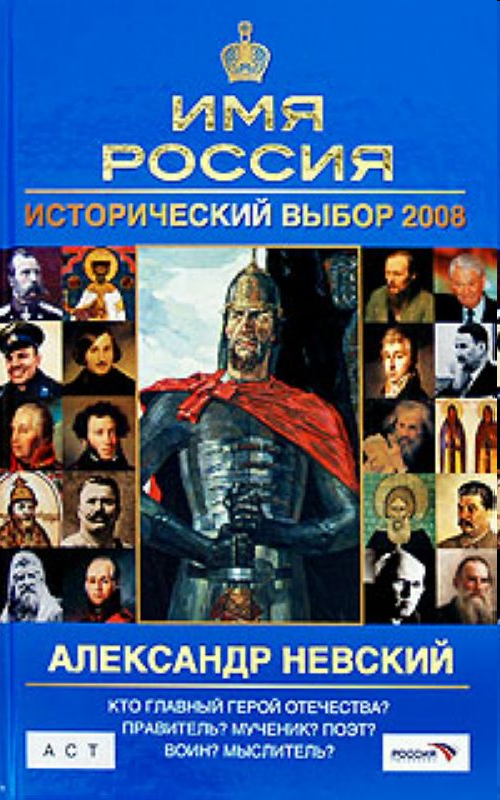 ИМЯ
РОССИЯ
ИСТОРИЧЕСКИЙ ВЫБОР 2008
АЛЕКСАНДР НЕВСКИЙ
КТО ГЛАВНЫЙ ГЕРОЙ ОТЕЧЕСТВА?
ПРАВИТЕЛЬ? МУЧЕНИК? ПОЭТ?
ВОИН? МЫСЛИТЕЛЬ?
АСТ
РОССИЯ